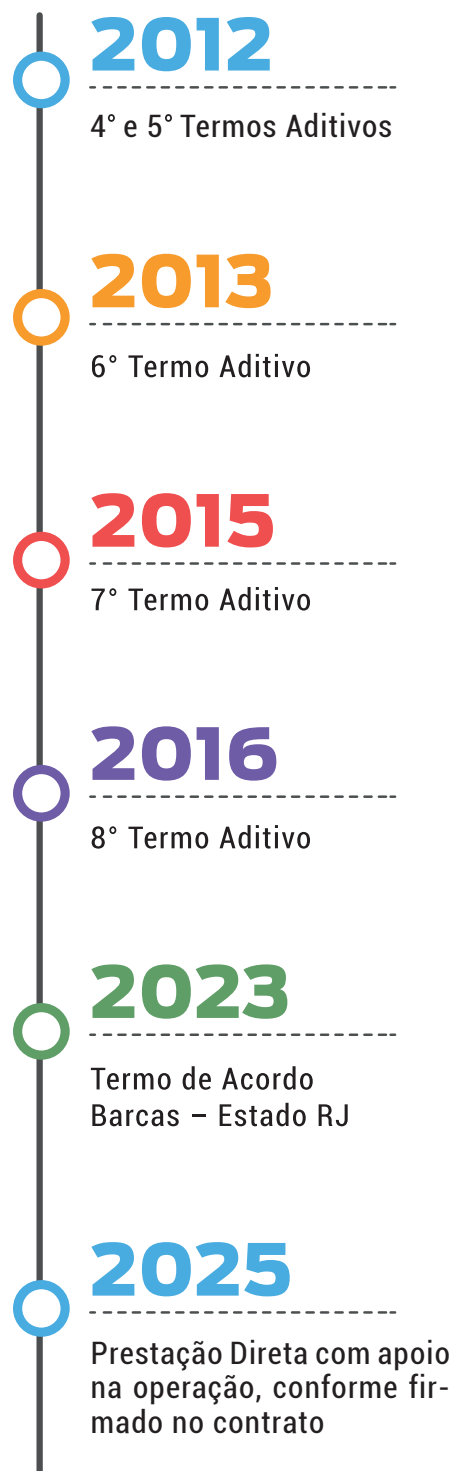 2012
4° e 5° Termos Aditivos
2013
6° Termo Aditivo
2015
7° Termo Aditivo
2016
8° Termo Aditivo
2023
Termo de Acordo
Barcas – Estado RJ
2025
Prestação Direta com apoio
na operação, conforme fir-
mado no contrato